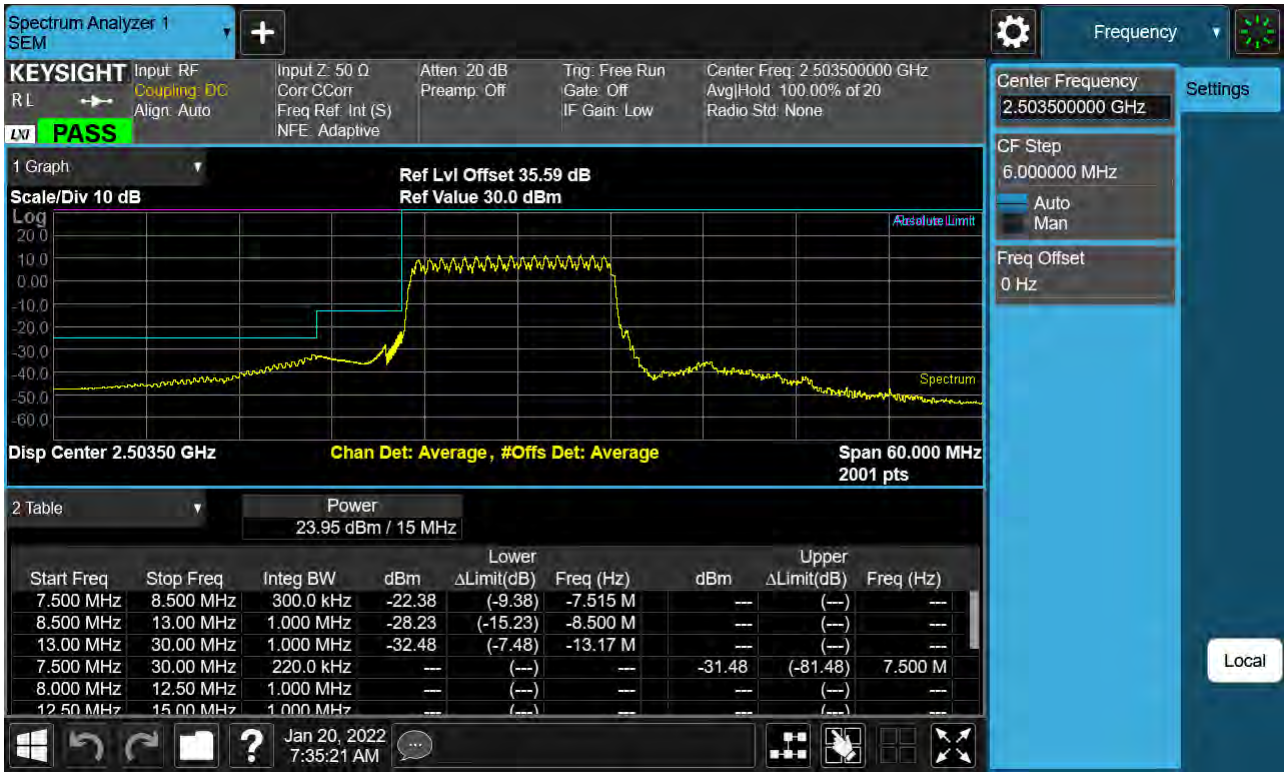 Spectrum Analyzer 1
SEM
Frequency
KEYSIGHT
RL
LXI PASS
Input: RF
Coupling: DC
Align: Auto
Input Z: 50 Ω
Corr CCorr
Freq Ref: Int (S)
NFE: Adaptive
Atten: 20 dB
Preamp: Off
Trig: Free Run
Gate: Off
IF Gain: Low
Center Freq: 2.503500000 GHz
Avg|Hold: 100.00% of 20
Radio Std: None
Center Frequency
2.503500000 GHz
Settings
CF Step
6.000000 MHz
Auto
Man
Freq Offset
0 Hz
Local
1 Graph
Scale/Div 10 dB
Ref Lvl Offset 35.59 dB
Ref Value 30.0 dBm
Log
20.0
10.0
0.00
-10.0
-20.0
-30.0
-40.0
-50.0
-60.0
Limit
Spectrum
Disp Center 2.50350 GHz
Chan Det: Average, #Offs Det: Average
Span 60.000 MHz
2001 pts
2 Table
Power
23.95 dBm / 15 MHz
Lower Upper
Start Freq Stop Freq Integ BW dBm ΔLimit(dB) Freq (Hz) dBm ΔLimit(dB) Freq (Hz)
7.500 MHz 8.500 MHz 300.0 kHz -22.38 (-9.38) -7.515 M --- (---) ---
8.500 MHz 13.00 MHz 1.000 MHz -28.23 (-15.23) -8.500 M --- (---) ---
13.00 MHz 30.00 MHz 1.000 MHz -32.48 (-7.48) -13.17 M --- (---) ---
7.500 MHz 30.00 MHz 220.0 kHz --- (---) --- -31.48 (-81.48) 7.500 M
8.000 MHz 12.50 MHz 1.000 MHz --- (---) --- --- (---) ---
12.50 MHz 15.00 MHz 1.000 MHz --- (---) --- --- (---) ---
?
Jan 20, 2022
7:35:21 AM